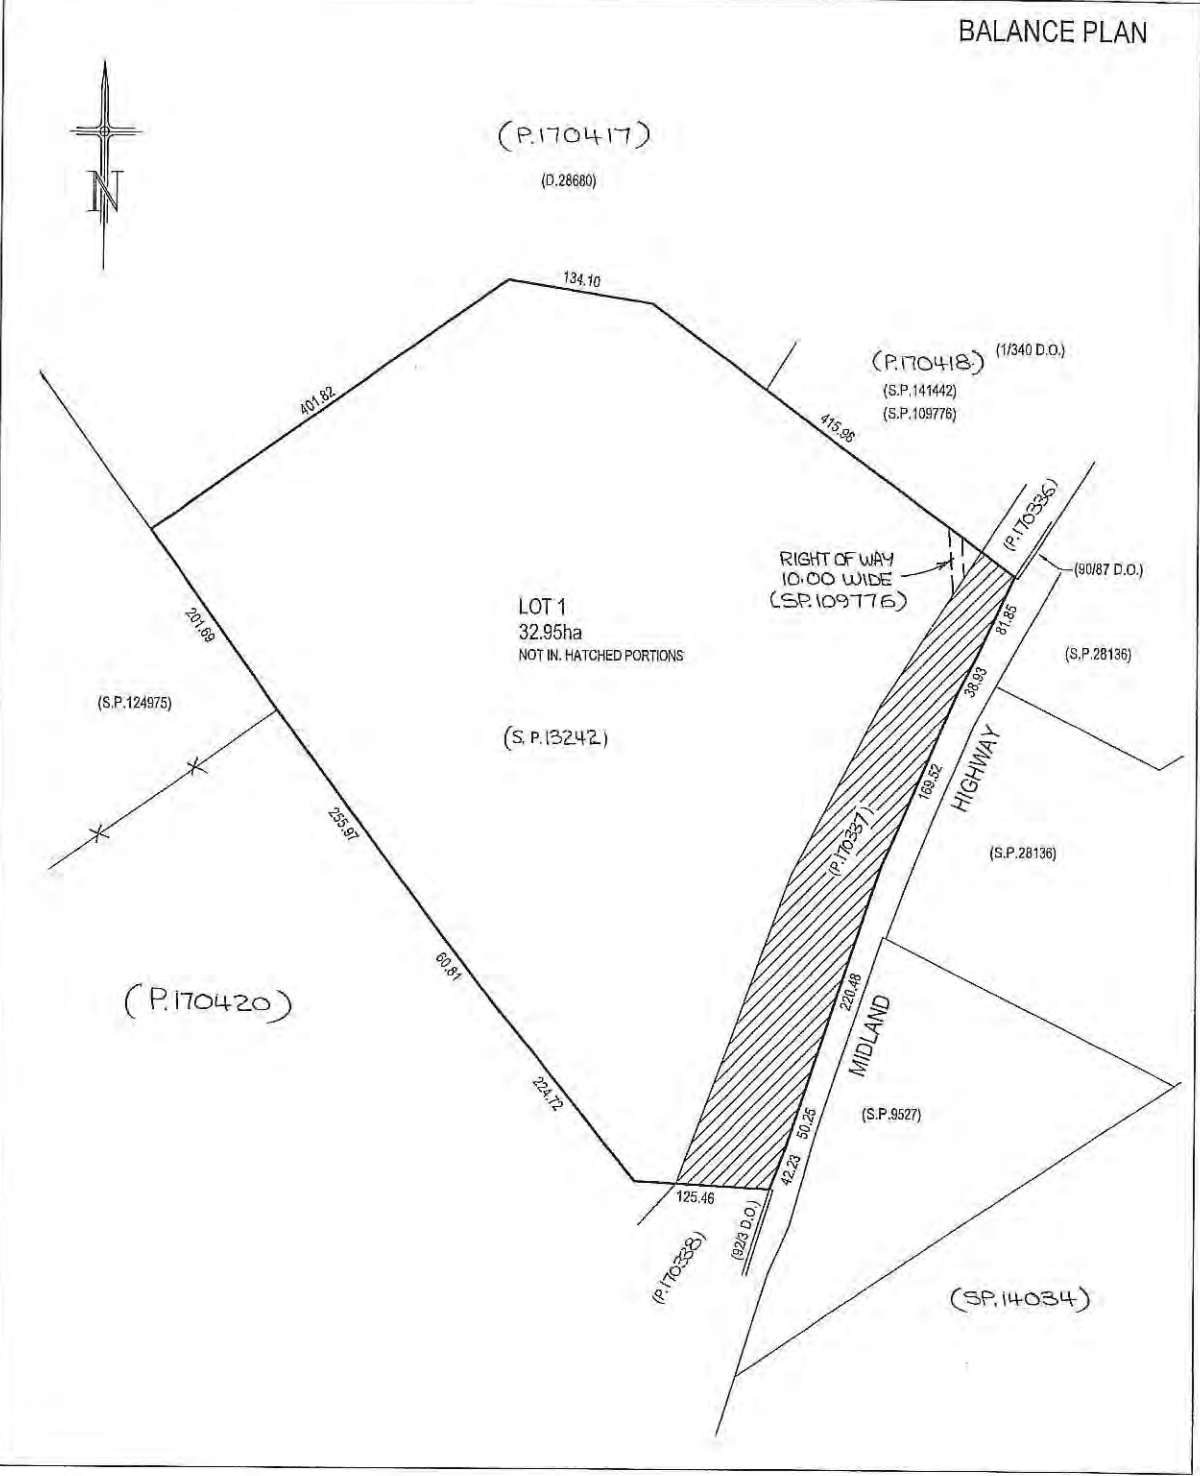 BALANCE PLAN
N
(P.170417)
(D.28680)
134.10
401.82
(P.170418)
(1/340 D.O.)
(S.P.141442)
(S.P.109776)
415.98
(P.170336)
RIGHT OF WAY
10.00 WIDE
(S.P.109776)
(90/87 D.O.)
LOT 1
32.95ha
NOT IN. HATCHED PORTIONS
81.85
201.69
(S.P.28136)
38.93
(S.P.124975)
(S.P.13242)
HIGHWAY
169.52
255.97
(P.170337)
(S.P.28136)
60.81
220.48
(P.170420)
MIDLAND
224.72
50.25
(S.P.9527)
42.23
125.46
(92/3 D.O.)
(P.170338)
(SP.14034)